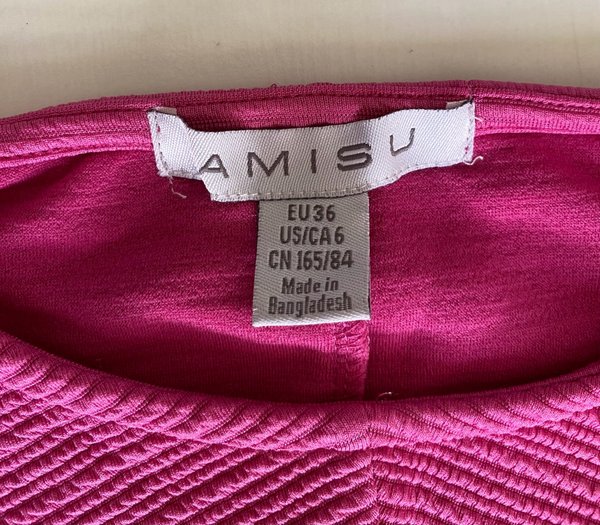 AMISU
EU 36
US/CA 6
CN 165/84
Made in
Bangladesh